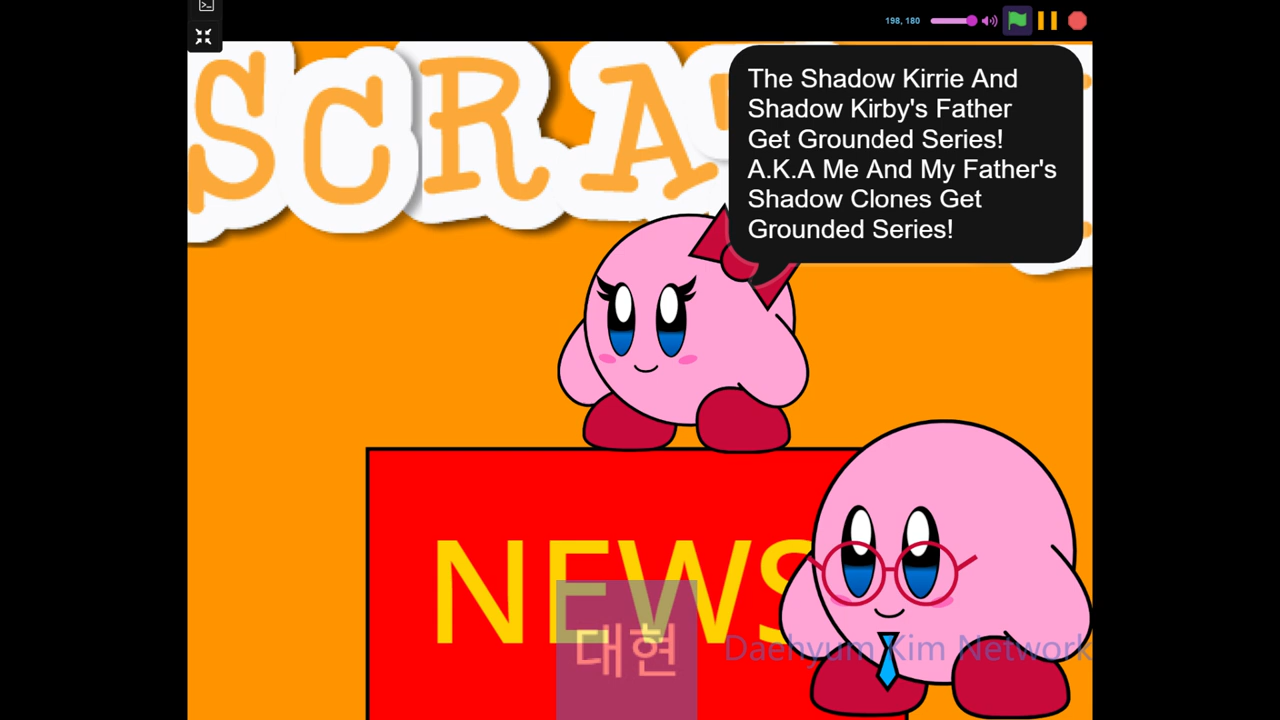 198, 180
SCRA
The Shadow Kirrie And
Shadow Kirby's Father
Get Grounded Series!
A.K.A Me And My Father's
Shadow Clones Get
Grounded Series!
NEWS
대현
Daehyum Kim Network